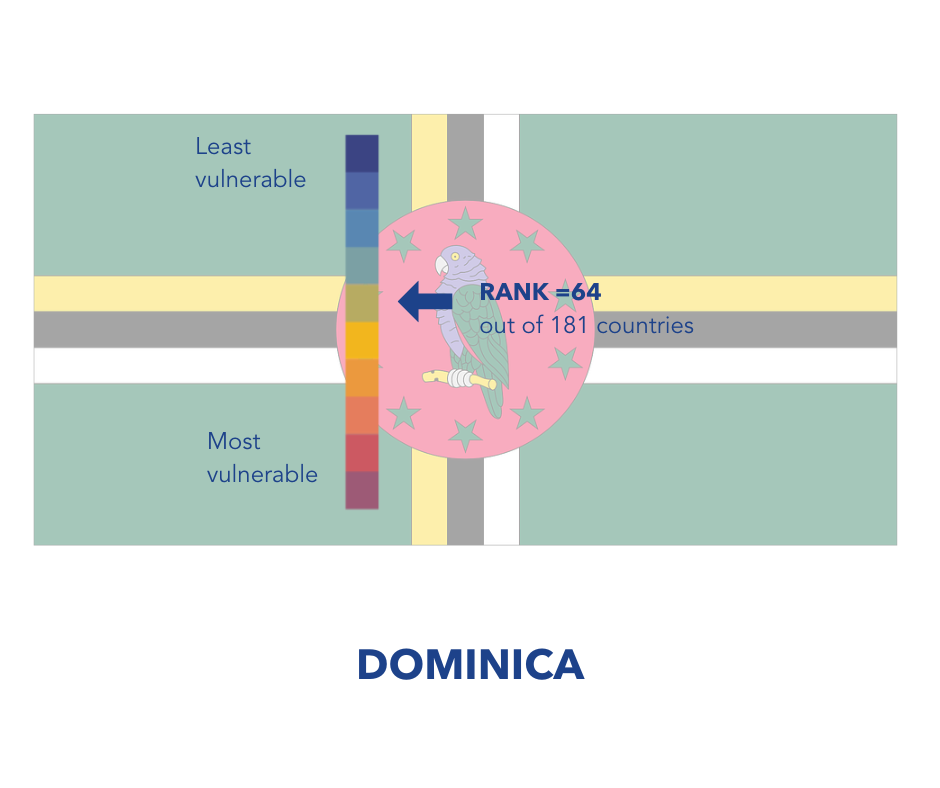 Least
vulnerable
RANK =64
out of 181 countries
Most
vulnerable
DOMINICA